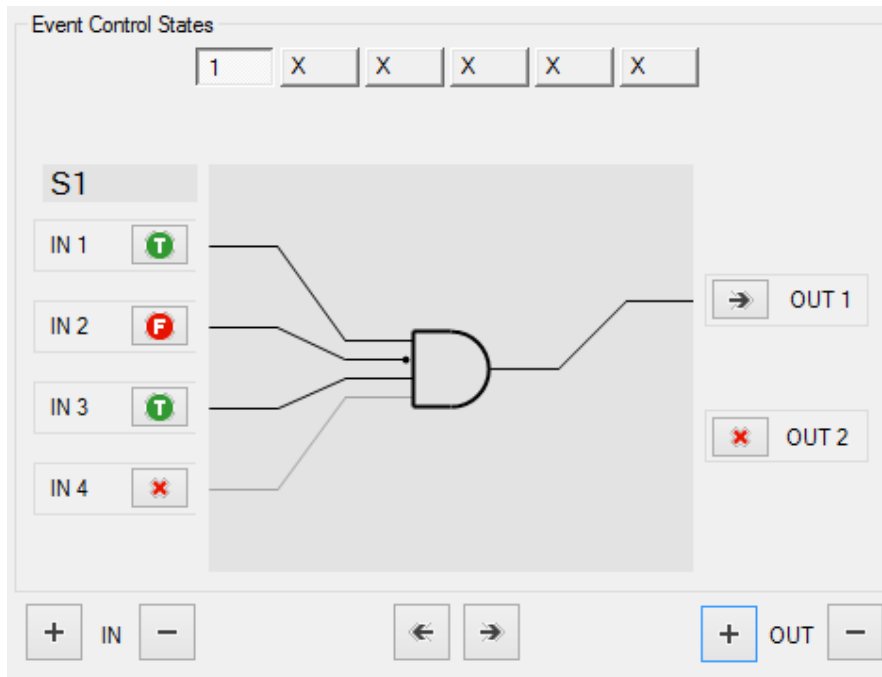 Event Control States
1 X X X X X
S1
IN 1 T
IN 2 F
IN 3 T
IN 4
OUT 1
OUT 2
+ IN − + OUT −